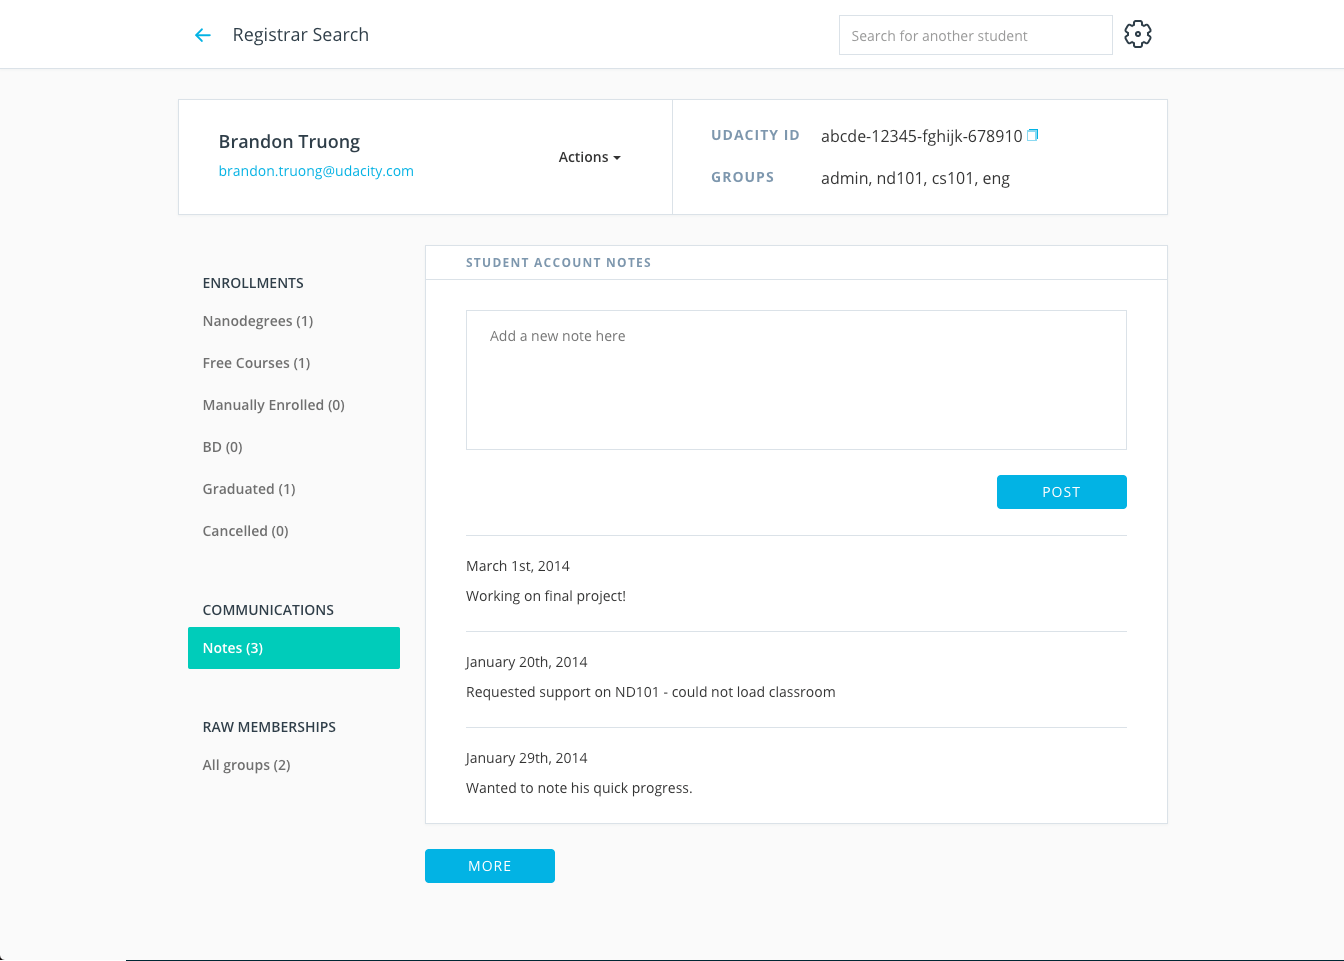 Registrar Search
Search for another student
Brandon Truong
brandon.truong@udacity.com
Actions
UDACITY ID abcde-12345-fghijk-678910
GROUPS admin, nd101, cs101, eng
ENROLLMENTS
Nanodegrees (1)
Free Courses (1)
Manually Enrolled (0)
BD (0)
Graduated (1)
Cancelled (0)
COMMUNICATIONS
Notes (3)
RAW MEMBERSHIPS
All groups (2)
STUDENT ACCOUNT NOTES
Add a new note here
POST
March 1st, 2014
Working on final project!
January 20th, 2014
Requested support on ND101 - could not load classroom
January 29th, 2014
Wanted to note his quick progress.
MORE